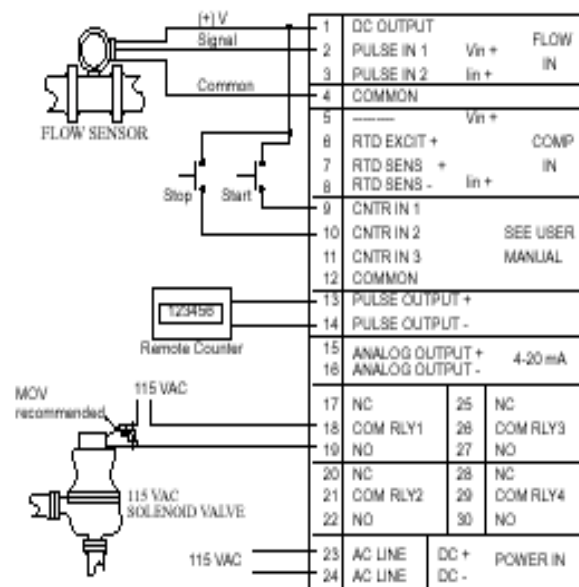 (+) V
Signal
Common
FLOW SENSOR
Stop
Start
123456
Remote Counter
MOV
recommended
115 VAC
115 VAC
SOLENOID VALVE
115 VAC
1 DC OUTPUT
2 PULSE IN 1 Vin +
3 PULSE IN 2 Iin +
FLOW
IN
4 COMMON
5 -------- Vin +
6 RTD EXCIT +
7 RTD SENS +
8 RTD SENS - Iin +
COMP
IN
9 CNTR IN 1
10 CNTR IN 2
11 CNTR IN 3
12 COMMON
SEE USER
MANUAL
13 PULSE OUTPUT +
14 PULSE OUTPUT -
15 ANALOG OUTPUT +
16 ANALOG OUTPUT -
4-20 mA
17 NC 25 NC
18 COM RLY1 26 COM RLY3
19 NO 27 NO
20 NC 28 NC
21 COM RLY2 29 COM RLY4
22 NO 30 NO
23 AC LINE DC +
24 AC LINE DC -
POWER IN